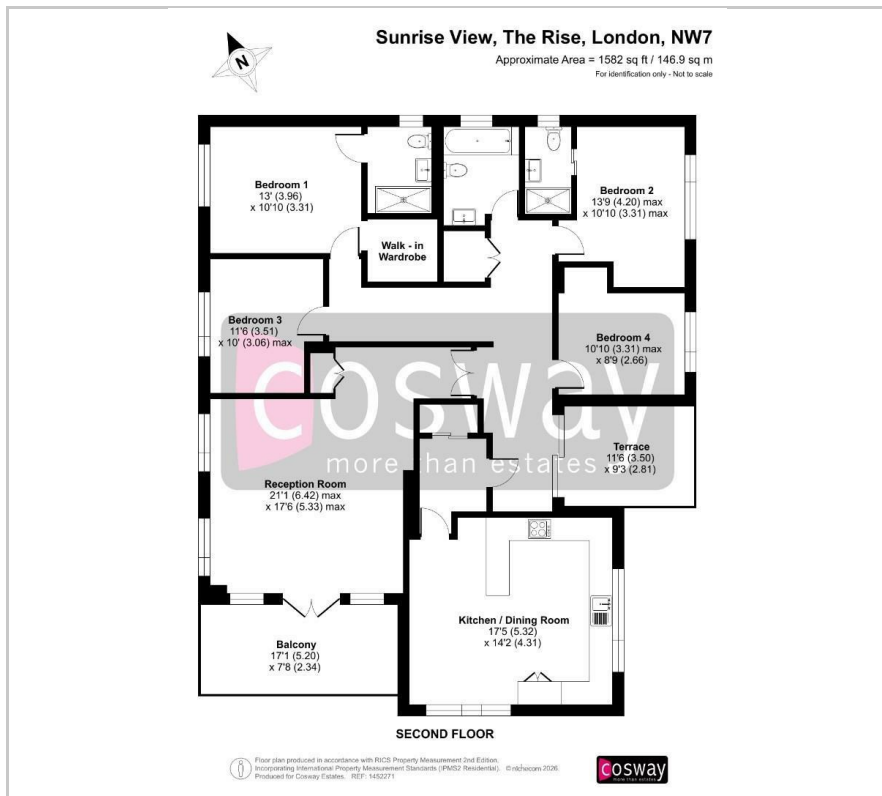 Sunrise View, The Rise, London, NW7
Approximate Area = 1582 sq ft / 146.9 sq m
For identification only - Not to scale
N
Bedroom 1
13' (3.96)
x 10'10 (3.31)
Bedroom 2
13'9 (4.20) max
x 10'10 (3.31) max
Walk - in
Wardrobe
Bedroom 3
11'6 (3.51)
x 10' (3.06) max
Bedroom 4
10'10 (3.31) max
x 8'9 (2.66)
cosway
more than estates
Terrace
11'6 (3.50)
x 9'3 (2.81)
Reception Room
21'1 (6.42) max
x 17'6 (5.33) max
Kitchen / Dining Room
17'5 (5.32)
x 14'2 (4.31)
Balcony
17'1 (5.20)
x 7'8 (2.34)
SECOND FLOOR
Floor plan produced in accordance with RICS Property Measurement 2nd Edition.
Incorporating International Property Measurement Standards (IPMS2 Residential). © nichecom 2026.
Produced for Cosway Estates. REF: 1452271
cosway
more than estates